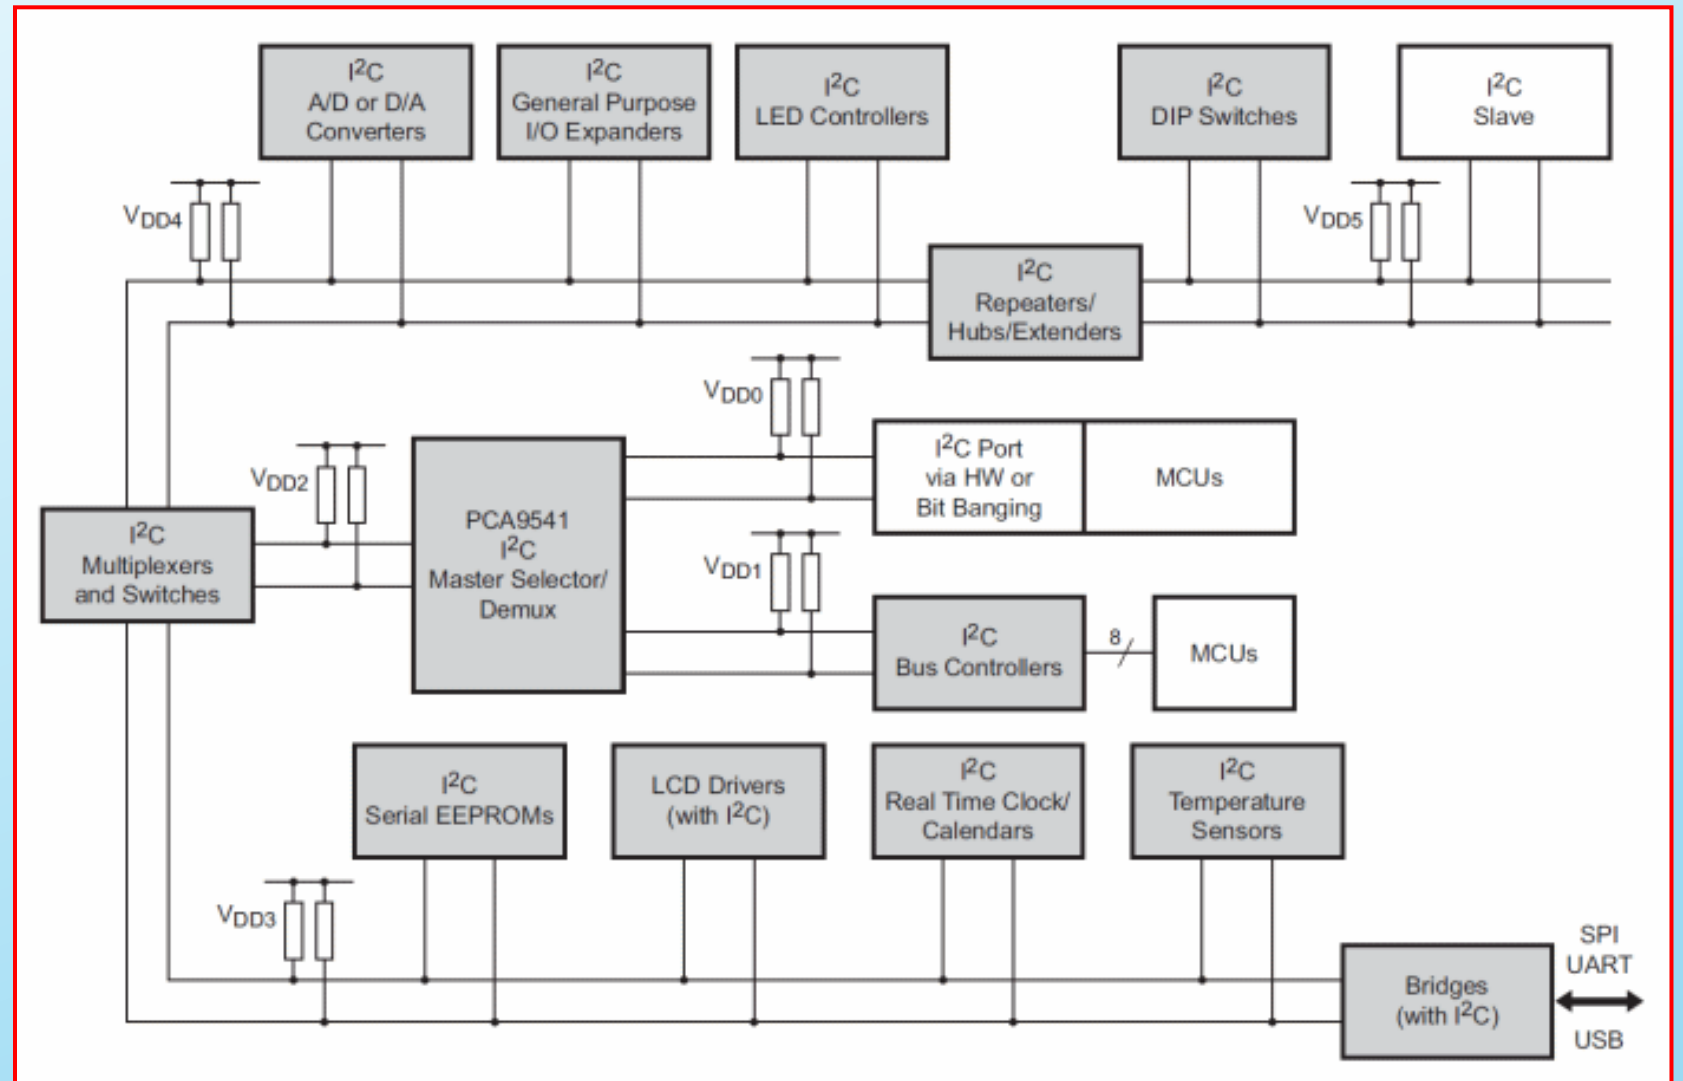 I²C
A/D or D/A
Converters
I²C
General Purpose
I/O Expanders
I²C
LED Controllers
I²C
DIP Switches
I²C
Slave
VDD4
VDD5
I²C
Repeaters/
Hubs/Extenders
VDD0
I²C Port
via HW or
Bit Banging
MCUs
VDD2
I²C
Multiplexers
and Switches
PCA9541
I²C
Master Selector/
Demux
VDD1
I²C
Bus Controllers
8
MCUs
I²C
Serial EEPROMs
LCD Drivers
(with I²C)
I²C
Real Time Clock/
Calendars
I²C
Temperature
Sensors
VDD3
Bridges
(with I²C)
SPI
UART
USB